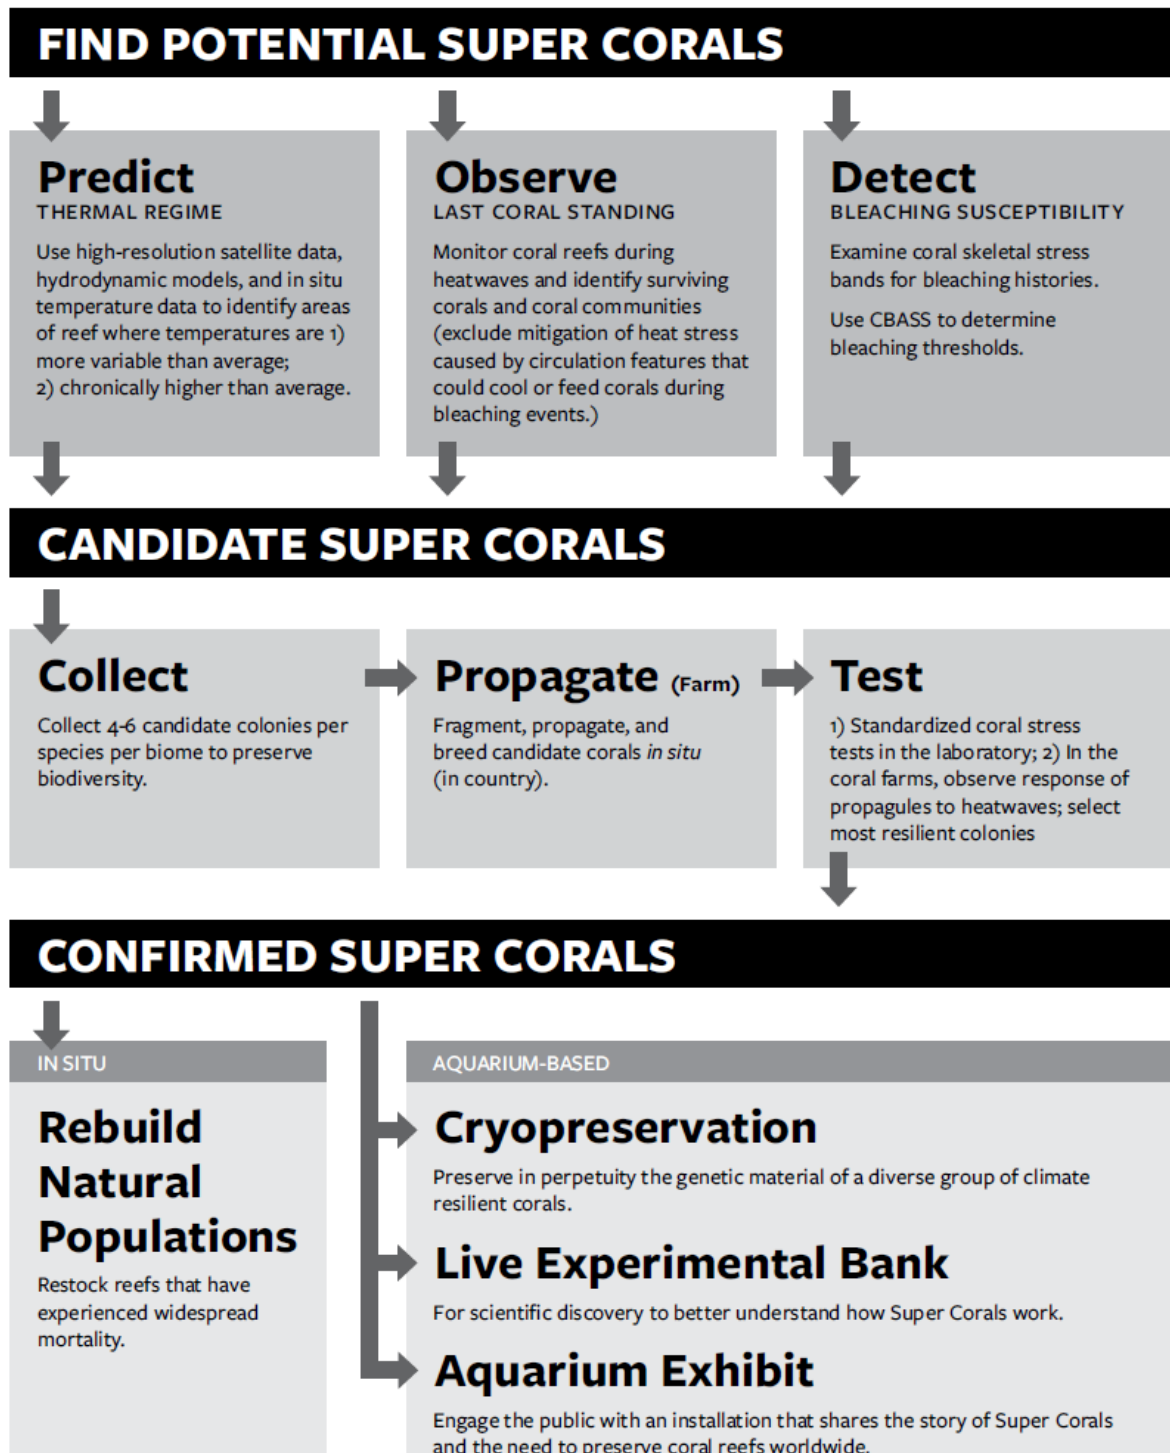 FIND POTENTIAL SUPER CORALS
Predict
THERMAL REGIME
Use high-resolution satellite data,
hydrodynamic models, and in situ
temperature data to identify areas
of reef where temperatures are 1)
more variable than average;
2) chronically higher than average.
Observe
LAST CORAL STANDING
Monitor coral reefs during
heatwaves and identify surviving
corals and coral communities
(exclude mitigation of heat stress
caused by circulation features that
could cool or feed corals during
bleaching events.)
Detect
BLEACHING SUSCEPTIBILITY
Examine coral skeletal stress
bands for bleaching histories.
Use CBASS to determine
bleaching thresholds.
CANDIDATE SUPER CORALS
Collect
Collect 4-6 candidate colonies per
species per biome to preserve
biodiversity.
Propagate (Farm)
Fragment, propagate, and
breed candidate corals in situ
(in country).
Test
1) Standardized coral stress
tests in the laboratory; 2) In the
coral farms, observe response of
propagules to heatwaves; select
most resilient colonies
CONFIRMED SUPER CORALS
IN SITU
Rebuild
Natural
Populations
Restock reefs that have
experienced widespread
mortality.
AQUARIUM-BASED
Cryopreservation
Preserve in perpetuity the genetic material of a diverse group of climate
resilient corals.
Live Experimental Bank
For scientific discovery to better understand how Super Corals work.
Aquarium Exhibit
Engage the public with an installation that shares the story of Super Corals
and the need to preserve coral reefs worldwide.